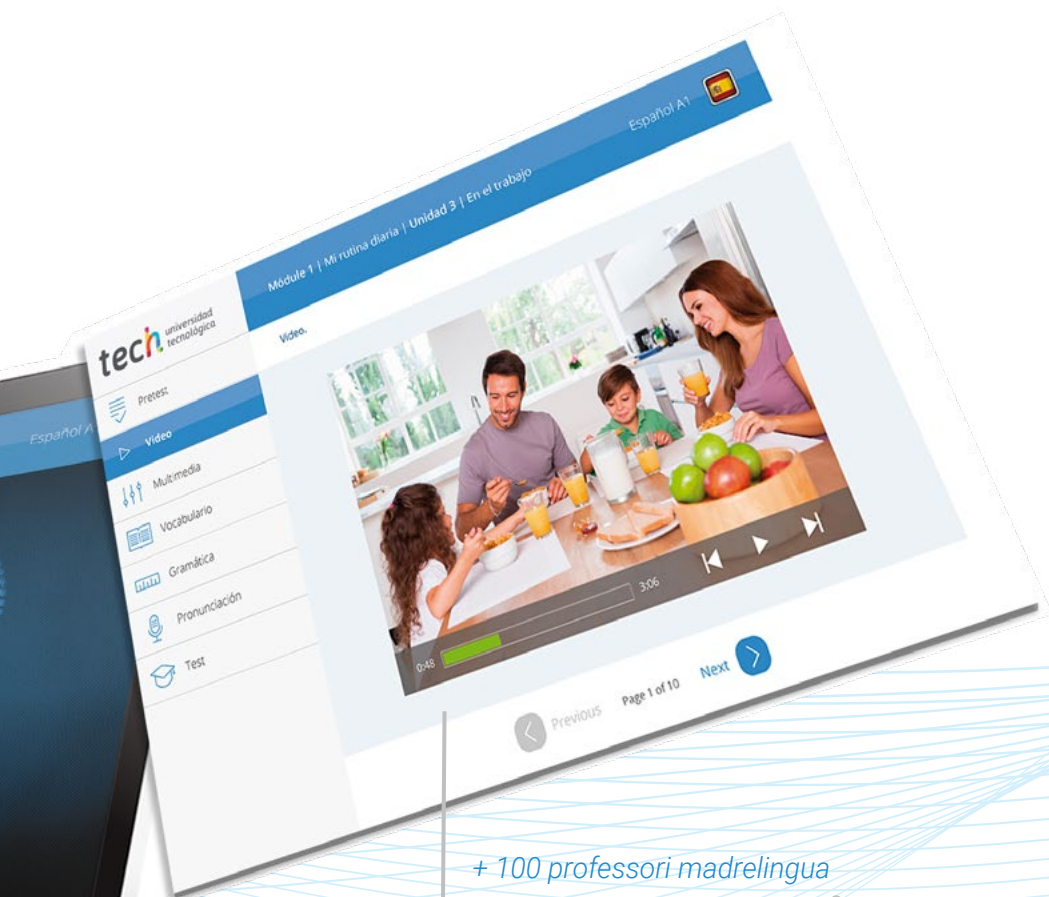 Español A1
Módule 1 | Mi rutina diaria | Unidad 3 | En el trabajo
tech universidad
tecnológica
Video.
Pretest
Video
Multimedia
Vocabulario
Gramática
Pronunciación
Test
Español A
0:48
3:06
Previous
Page 1 of 10
Next
+ 100 professori madrelingua